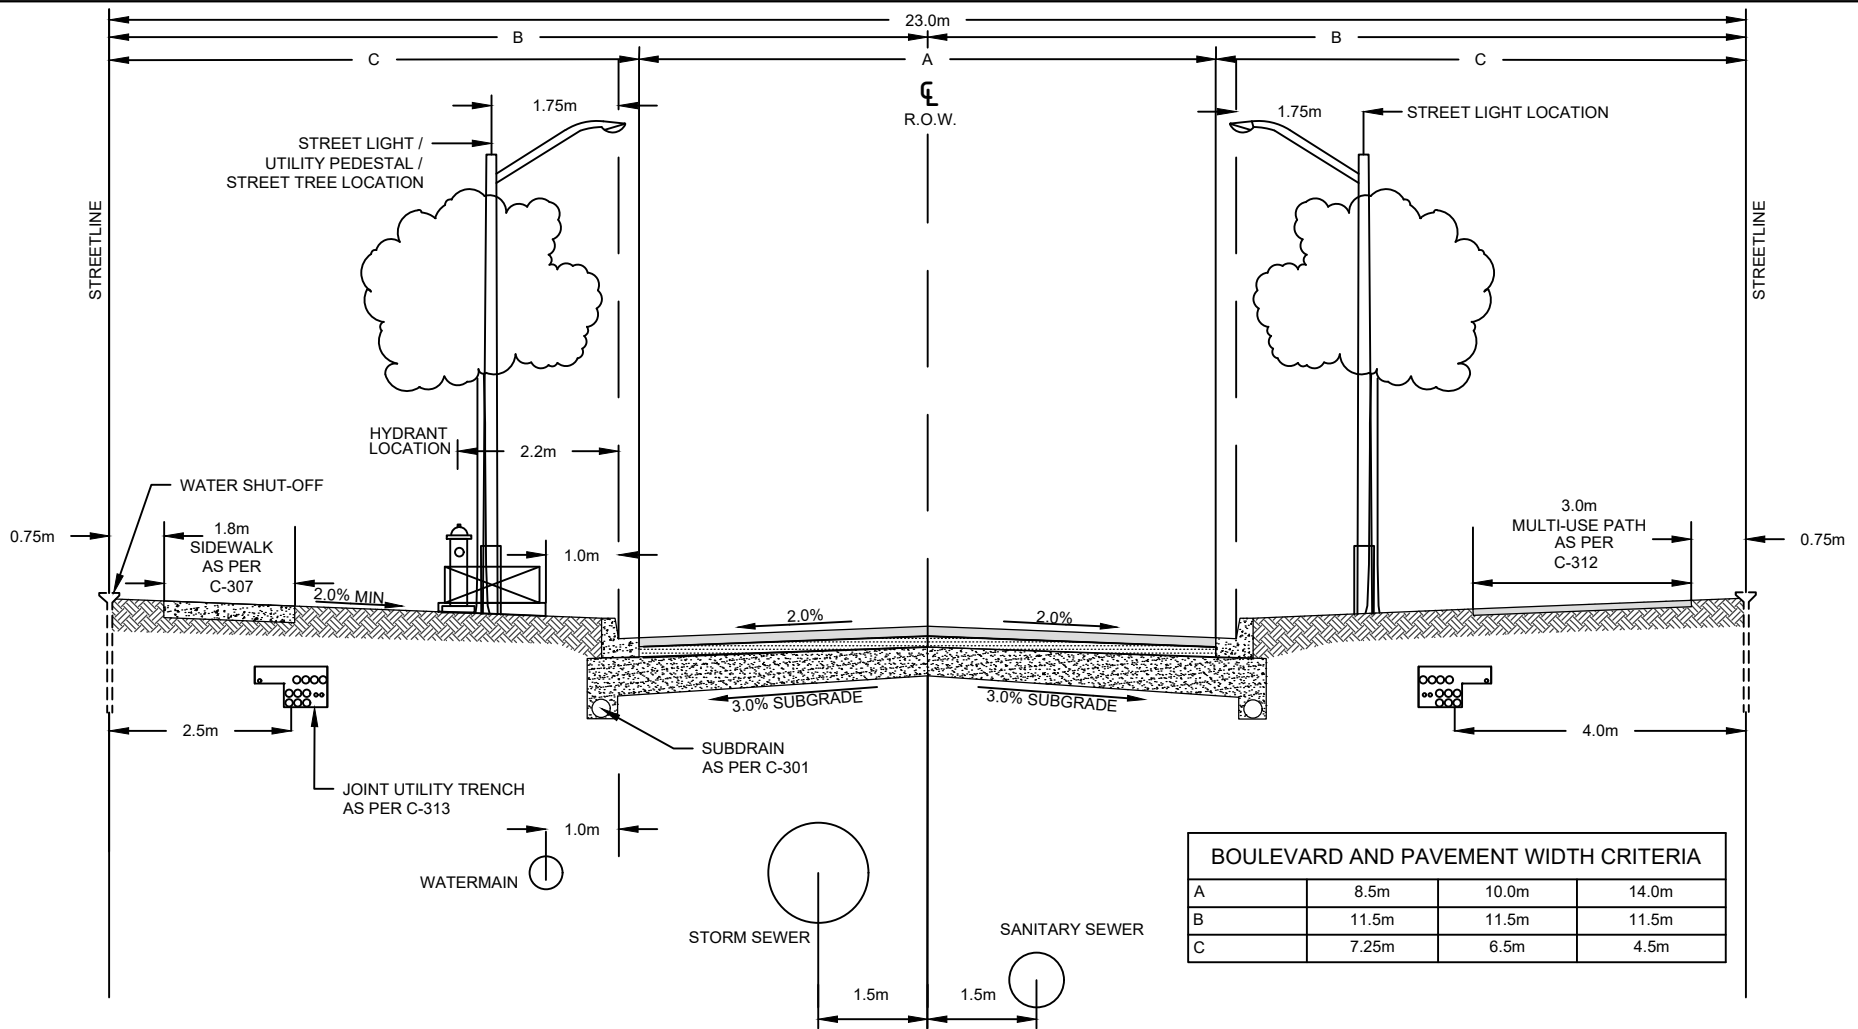 23.0m
B
B
C
A
C
1.75m
℄
R.O.W.
1.75m
STREET LIGHT LOCATION
STREET LIGHT /
UTILITY PEDESTAL /
STREET TREE LOCATION
STREETLINE
STREETLINE
HYDRANT
LOCATION
2.2m
WATER SHUT-OFF
0.75m
1.8m
SIDEWALK
AS PER
C-307
1.0m
3.0m
MULTI-USE PATH
AS PER
C-312
0.75m
2.0% MIN
2.0%
2.0%
3.0% SUBGRADE
3.0% SUBGRADE
2.5m
4.0m
SUBDRAIN
AS PER C-301
JOINT UTILITY TRENCH
AS PER C-313
1.0m
WATERMAIN
STORM SEWER
SANITARY SEWER
1.5m
1.5m
BOULEVARD AND PAVEMENT WIDTH CRITERIA
A 8.5m 10.0m 14.0m
B 11.5m 11.5m 11.5m
C 7.25m 6.5m 4.5m